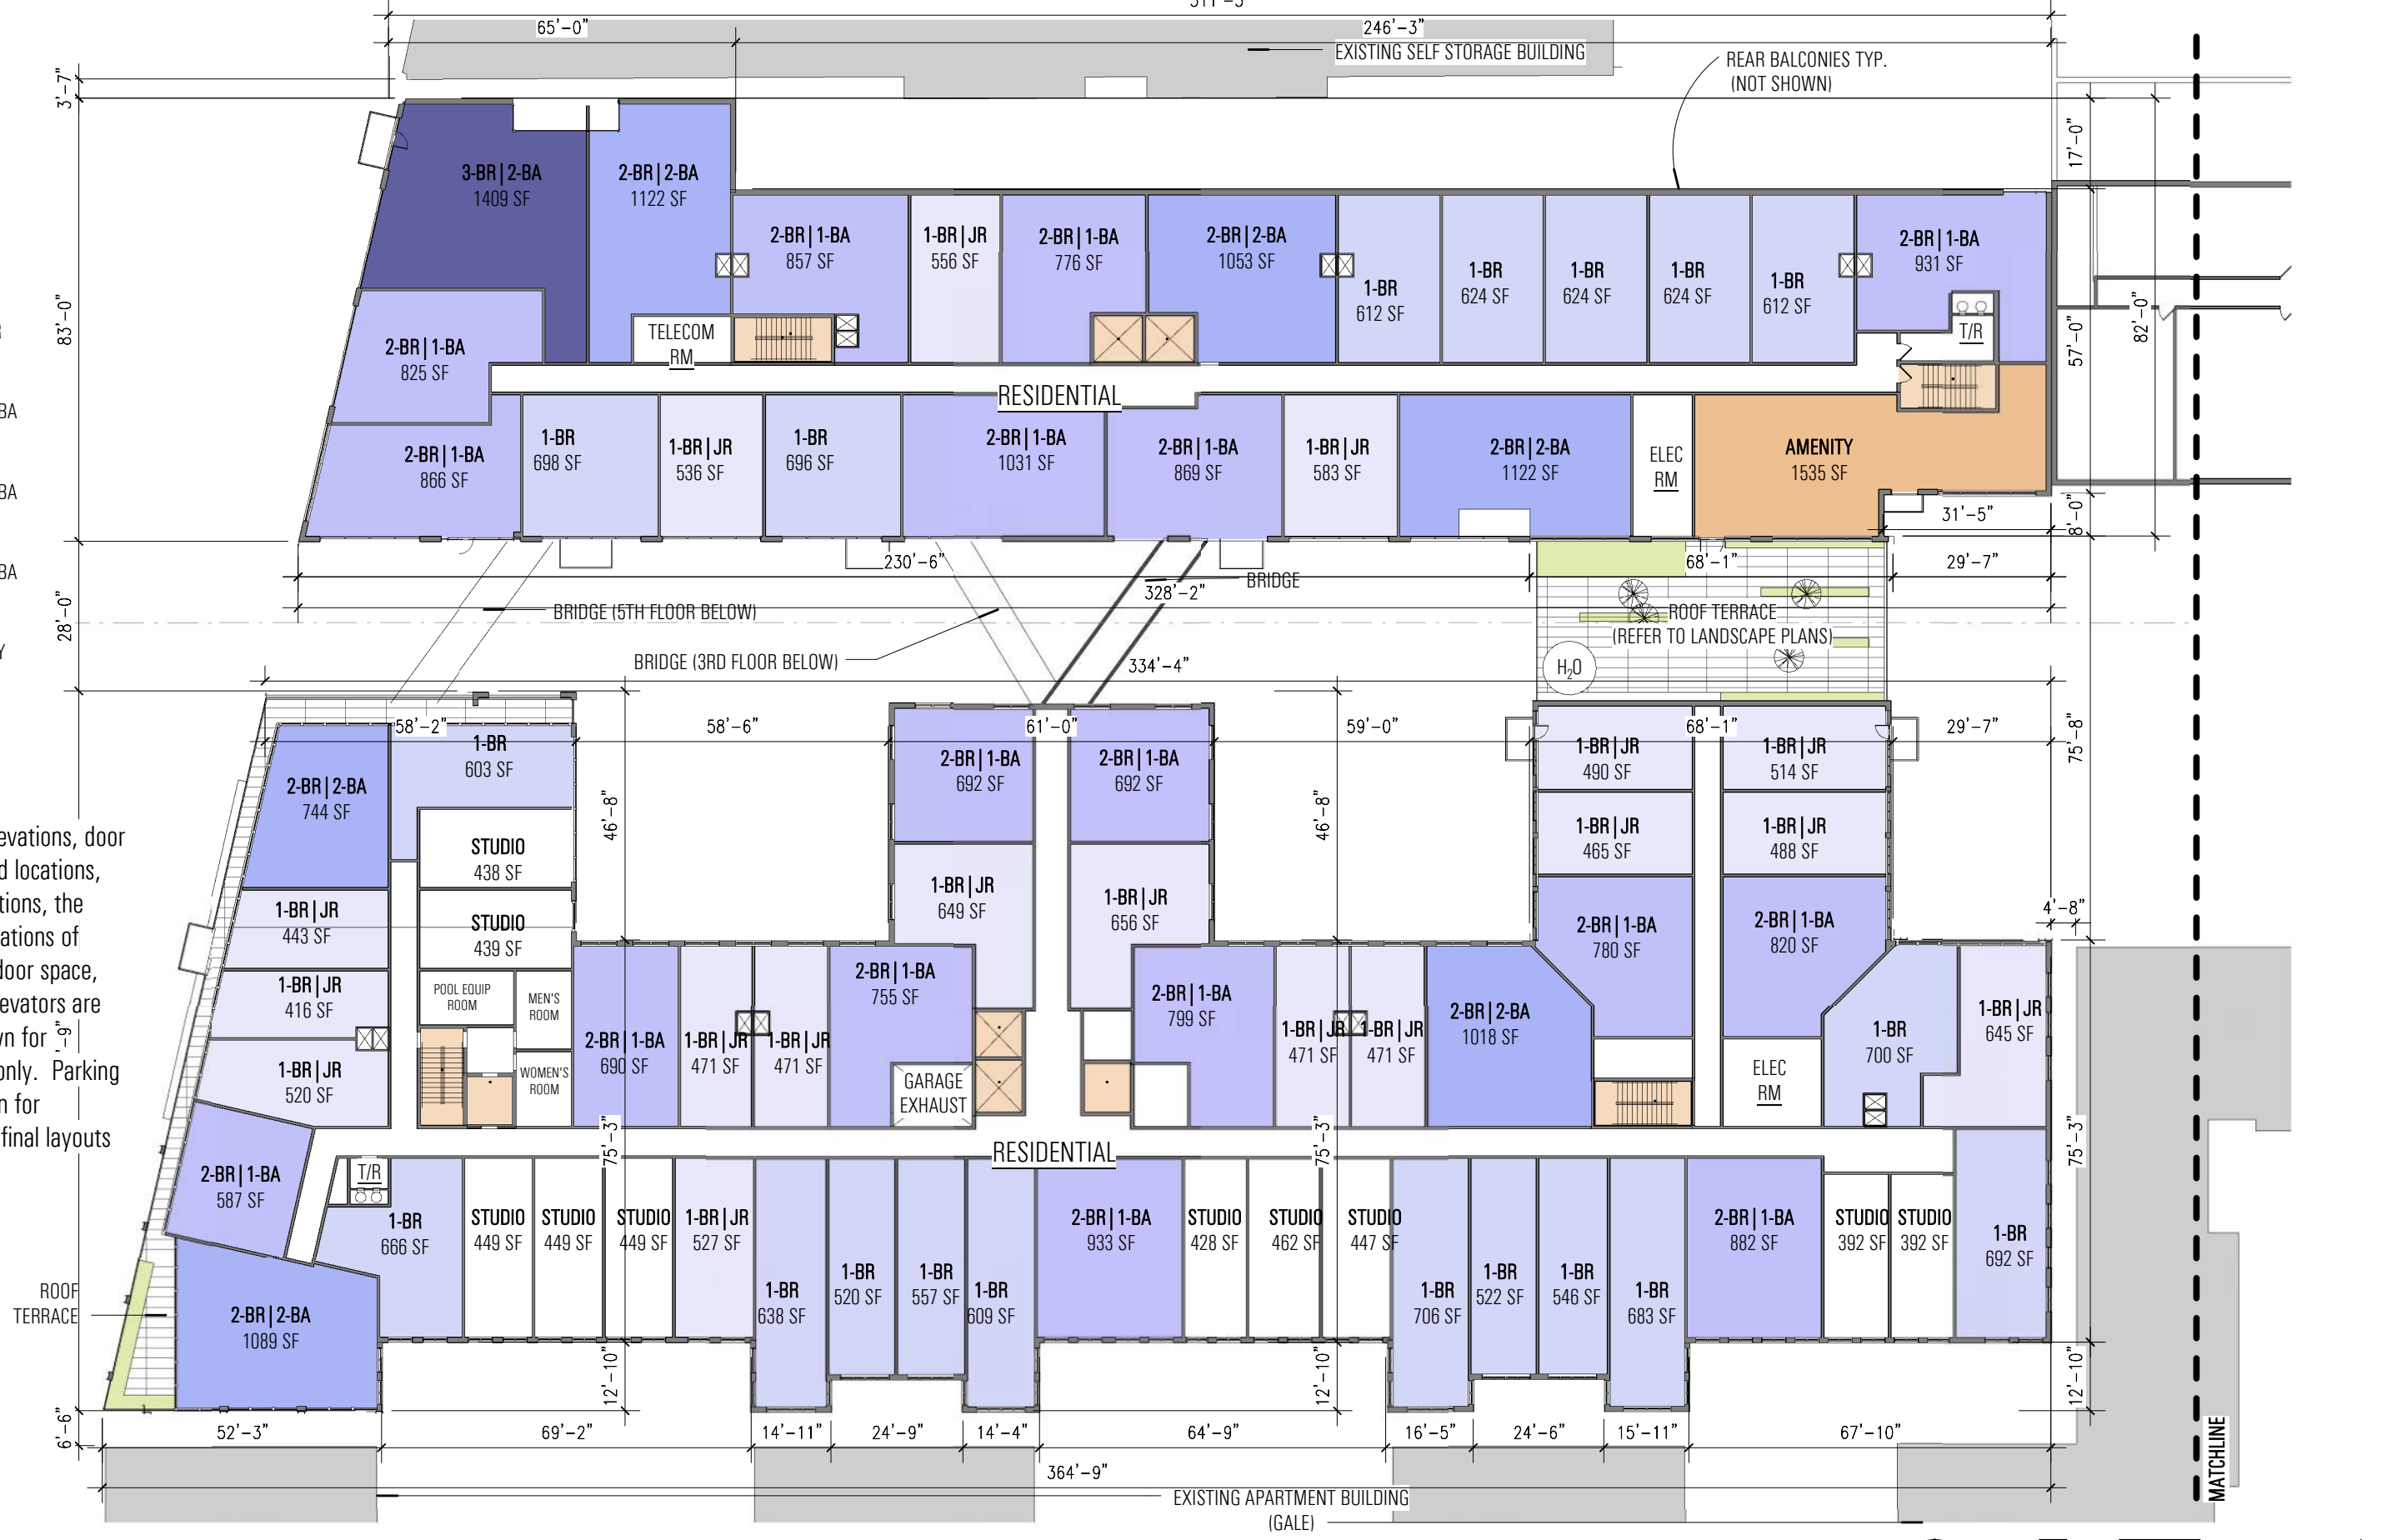 65'-0"
246'-3"
EXISTING SELF STORAGE BUILDING
REAR BALCONIES TYP.
(NOT SHOWN)
3'-7"
17'-0"
3-BR|2-BA
1409 SF
2-BR|2-BA
1122 SF
2-BR|1-BA
857 SF
1-BR|JR
556 SF
2-BR|1-BA
776 SF
2-BR|2-BA
1053 SF
1-BR
612 SF
1-BR
624 SF
1-BR
624 SF
1-BR
624 SF
1-BR
612 SF
2-BR|1-BA
931 SF
T/R
83'-0"
82'-0"
57'-0"
2-BR|1-BA
825 SF
TELECOM
RM
RESIDENTIAL
BA
2-BR|1-BA
866 SF
1-BR
698 SF
1-BR|JR
536 SF
1-BR
696 SF
2-BR|1-BA
1031 SF
2-BR|1-BA
869 SF
1-BR|JR
583 SF
2-BR|2-BA
1122 SF
ELEC
RM
AMENITY
1535 SF
BA
31'-5"
8'-0"
230'-6"
68'-1"
29'-7"
BA
BRIDGE
328'-2"
BRIDGE (5TH FLOOR BELOW)
28'-0"
ROOF TERRACE
(REFER TO LANDSCAPE PLANS)
BRIDGE (3RD FLOOR BELOW)
334'-4"
H2O
58'-2"
58'-6"
61'-0"
59'-0"
68'-1"
29'-7"
75'-8"
1-BR
603 SF
2-BR|2-BA
744 SF
46'-8"
2-BR|1-BA
692 SF
2-BR|1-BA
692 SF
46'-8"
1-BR|JR
490 SF
1-BR|JR
514 SF
STUDIO
438 SF
1-BR|JR
465 SF
1-BR|JR
488 SF
evations, door
d locations,
tions, the
ations of
door space,
evators are
wn for
only. Parking
n for
final layouts
1-BR|JR
443 SF
STUDIO
439 SF
1-BR|JR
649 SF
1-BR|JR
656 SF
2-BR|1-BA
780 SF
2-BR|1-BA
820 SF
4'-8"
1-BR|JR
416 SF
POOL EQUIP
ROOM
MEN'S
ROOM
2-BR|1-BA
755 SF
2-BR|1-BA
799 SF
2-BR|2-BA
1018 SF
1-BR
700 SF
1-BR|JR
645 SF
'-9"
1-BR|JR
520 SF
WOMEN'S
ROOM
2-BR|1-BA
690 SF
1-BR|JR
471 SF
1-BR|JR
471 SF
GARAGE
EXHAUST
1-BR|JR
471 SF
1-BR|JR
471 SF
ELEC
RM
75'-3"
RESIDENTIAL
75'-3"
75'-3"
2-BR|1-BA
587 SF
T/R
1-BR
666 SF
STUDIO
449 SF
STUDIO
449 SF
STUDIO
449 SF
1-BR|JR
527 SF
1-BR
638 SF
1-BR
520 SF
1-BR
557 SF
1-BR
609 SF
2-BR|1-BA
933 SF
STUDIO
428 SF
STUDIO
462 SF
STUDIO
447 SF
1-BR
706 SF
1-BR
522 SF
1-BR
546 SF
1-BR
683 SF
2-BR|1-BA
882 SF
STUDIO
392 SF
STUDIO
392 SF
1-BR
692 SF
ROOF
TERRACE
2-BR|2-BA
1089 SF
12'-10"
12'-10"
12'-10"
6'-6"
52'-3"
69'-2"
14'-11"
24'-9"
14'-4"
64'-9"
16'-5"
24'-6"
15'-11"
67'-10"
364'-9"
MATCHLINE
EXISTING APARTMENT BUILDING
(GALE)